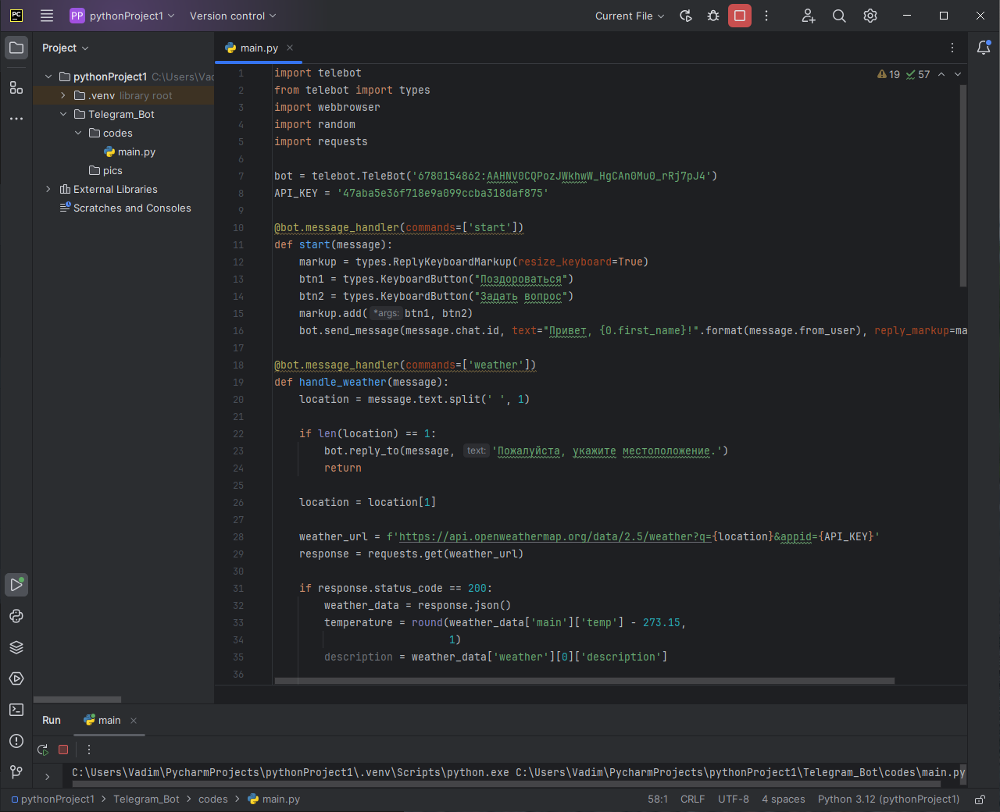 PC PP pythonProject1 Version control Current File
Project
main.py
pythonProject1 C:\Users\Vad
.venv library root
Telegram_Bot
codes
main.py
pics
External Libraries
Scratches and Consoles
19 57
1 import telebot
2 from telebot import types
3 import webbrowser
4 import random
5 import requests
6
7 bot = telebot.TeleBot('6780154862:AAHNV0CQPozJWkhwW_HgCAn0Mu0_rRj7pJ4')
8 API_KEY = '47aba5e36f718e9a099ccba318daf875'
9
10 @bot.message_handler(commands=['start'])
11 def start(message):
12 markup = types.ReplyKeyboardMarkup(resize_keyboard=True)
13 btn1 = types.KeyboardButton("Поздороваться")
14 btn2 = types.KeyboardButton("Задать вопрос")
15 markup.add( *args: btn1, btn2)
16 bot.send_message(message.chat.id, text="Привет, {0.first_name}!".format(message.from_user), reply_markup=ma
17
18 @bot.message_handler(commands=['weather'])
19 def handle_weather(message):
20 location = message.text.split(' ', 1)
21
22 if len(location) == 1:
23 bot.reply_to(message, text: 'Пожалуйста, укажите местоположение.')
24 return
25
26 location = location[1]
27
28 weather_url = f'https://api.openweathermap.org/data/2.5/weather?q={location}&appid={API_KEY}'
29 response = requests.get(weather_url)
30
31 if response.status_code == 200:
32 weather_data = response.json()
33 temperature = round(weather_data['main']['temp'] - 273.15,
34 1)
35 description = weather_data['weather'][0]['description']
36
Run main
C:\Users\Vadim\PycharmProjects\pythonProject1\.venv\Scripts\python.exe C:\Users\Vadim\PycharmProjects\pythonProject1\Telegram_Bot\codes\main.py
pythonProject1 > Telegram_Bot > codes > main.py 58:1 CRLF UTF-8 4 spaces Python 3.12 (pythonProject1)